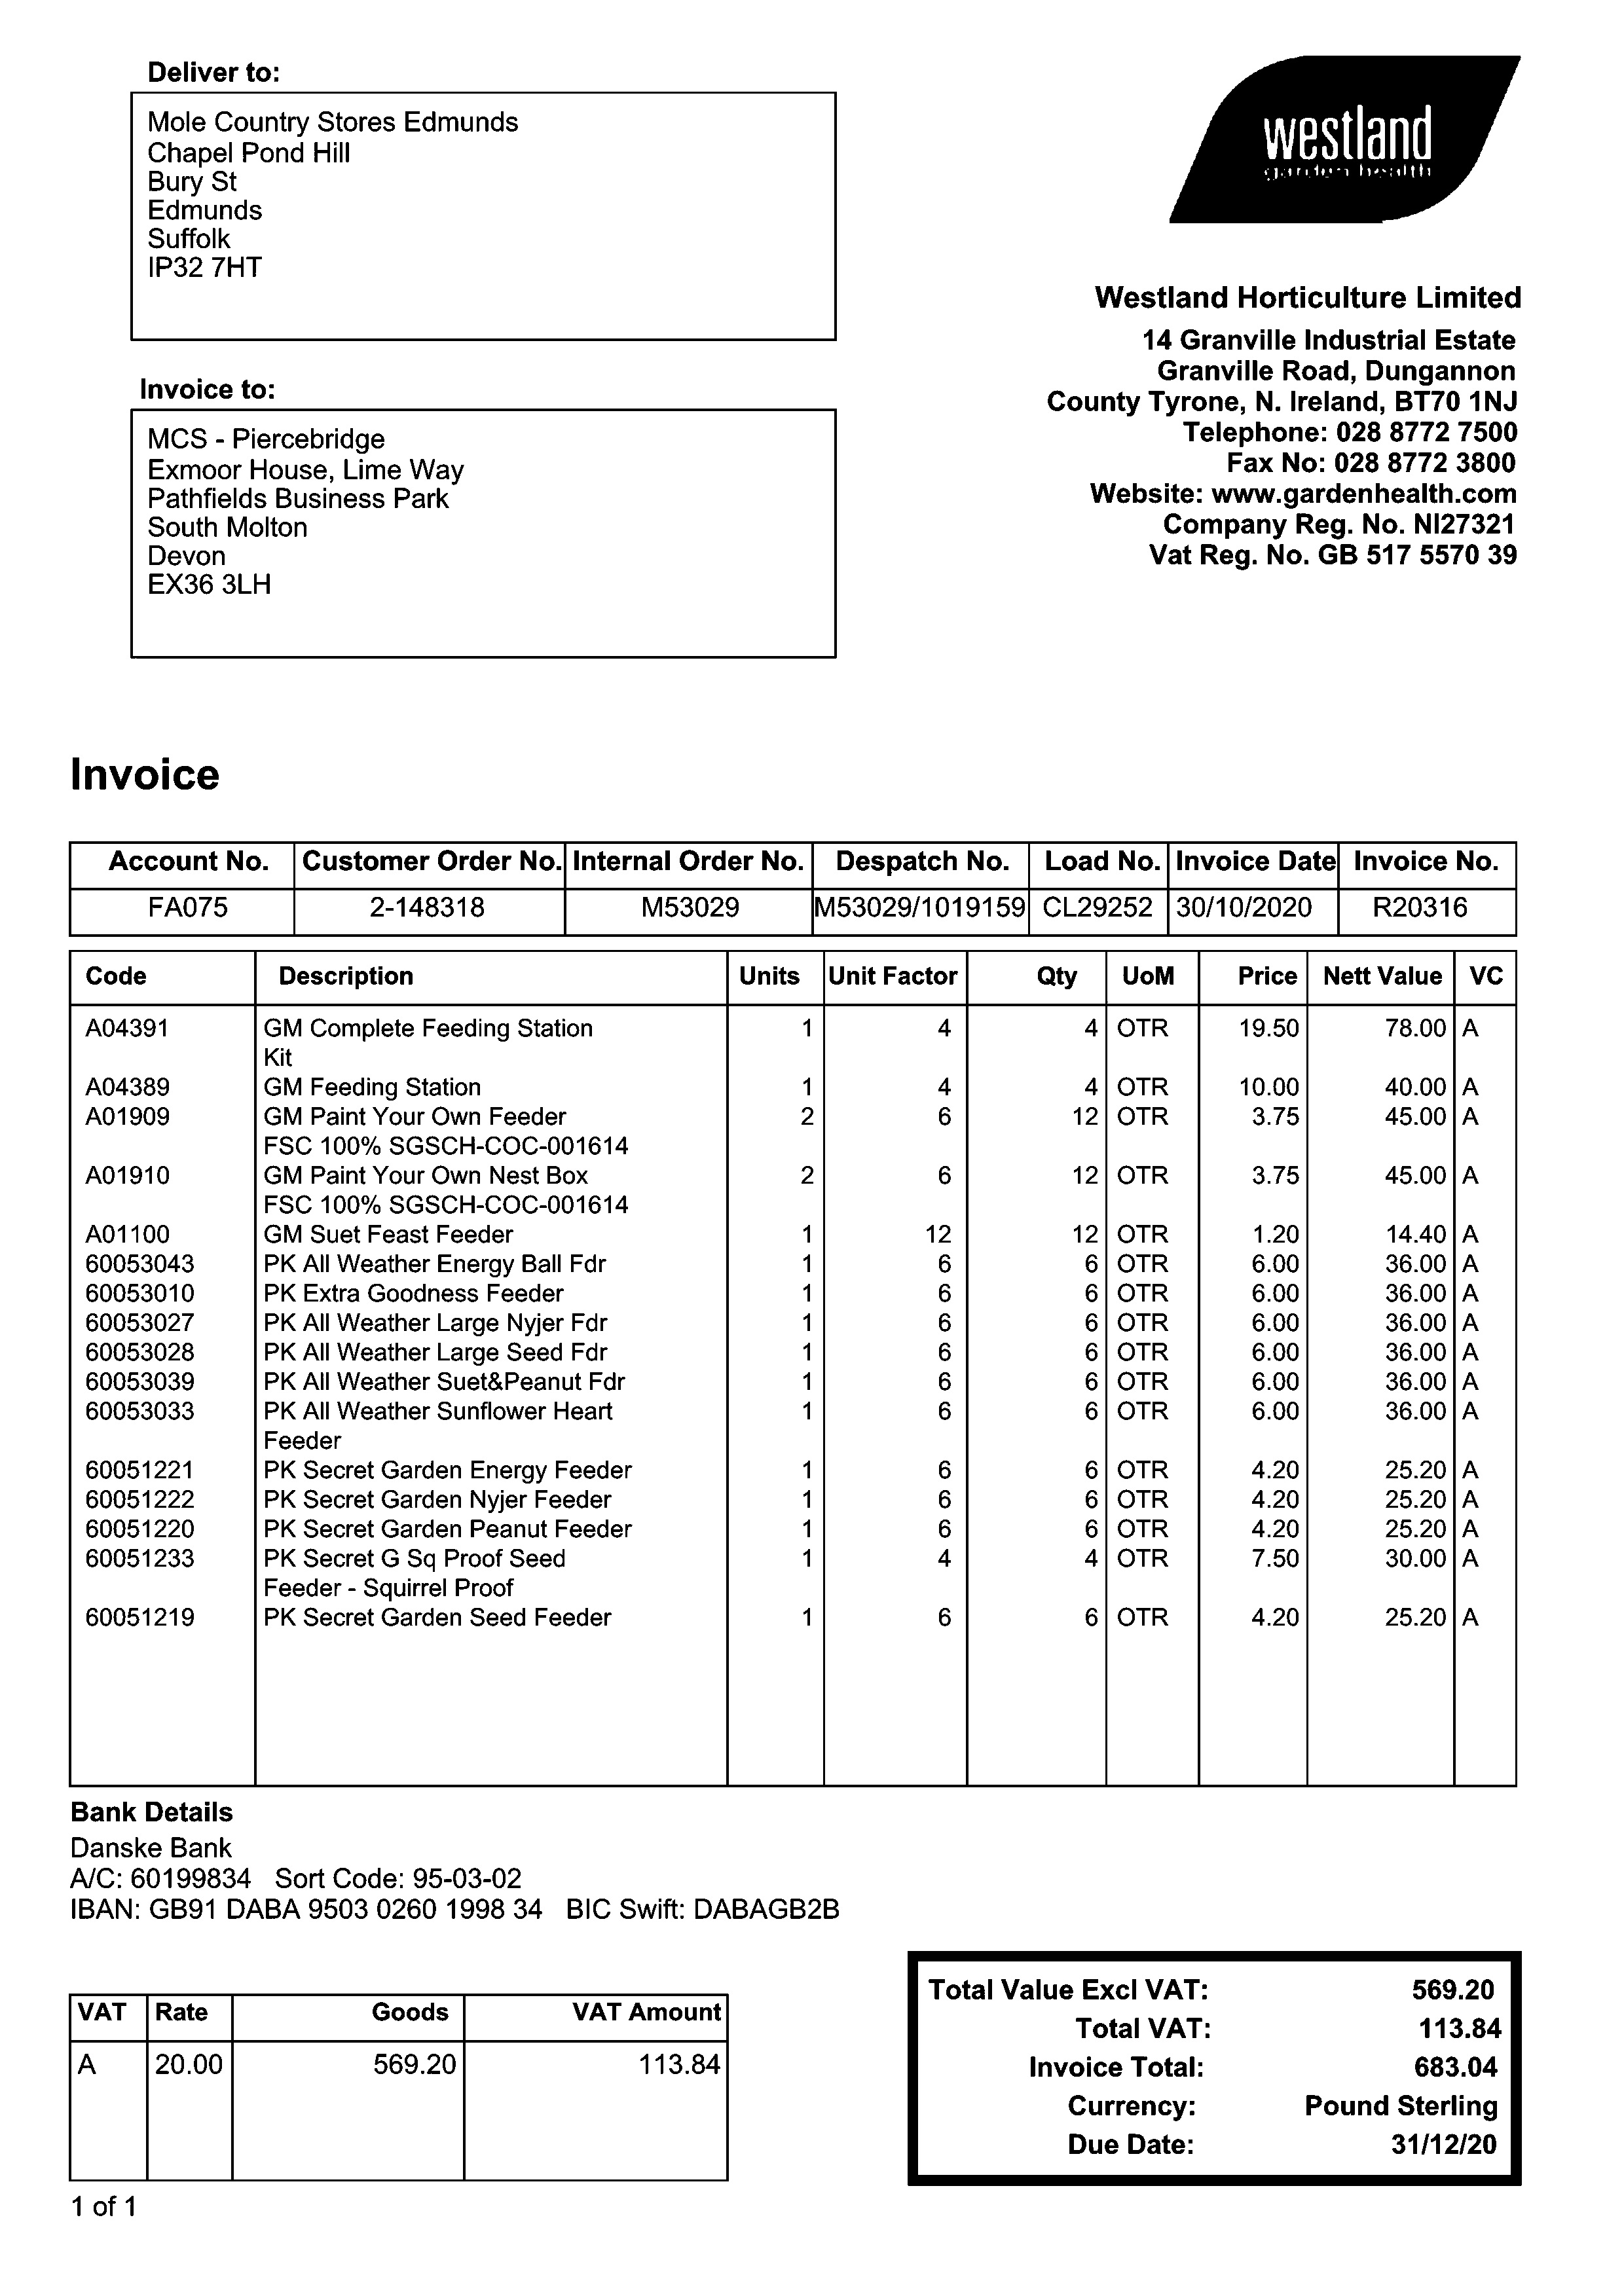 Deliver to:
Mole Country Stores Edmunds
Chapel Pond Hill
Bury St
Edmunds
Suffolk
IP32 7HT
westland
garden health
Westland Horticulture Limited
14 Granville Industrial Estate
Granville Road, Dungannon
County Tyrone, N. Ireland, BT70 1NJ
Telephone: 028 8772 7500
Fax No: 028 8772 3800
Website: www.gardenhealth.com
Company Reg. No. NI27321
Vat Reg. No. GB 517 5570 39
Invoice to:
MCS - Piercebridge
Exmoor House, Lime Way
Pathfields Business Park
South Molton
Devon
EX36 3LH
Invoice
Account No. Customer Order No. Internal Order No. Despatch No. Load No. Invoice Date Invoice No.
FA075 2-148318 M53029 M53029/1019159 CL29252 30/10/2020 R20316
Code Description Units Unit Factor Qty UoM Price Nett Value VC
A04391 GM Complete Feeding Station 1 4 4 OTR 19.50 78.00 A
Kit
A04389 GM Feeding Station 1 4 4 OTR 10.00 40.00 A
A01909 GM Paint Your Own Feeder 2 6 12 OTR 3.75 45.00 A
FSC 100% SGSCH-COC-001614
A01910 GM Paint Your Own Nest Box 2 6 12 OTR 3.75 45.00 A
FSC 100% SGSCH-COC-001614
A01100 GM Suet Feast Feeder 1 12 12 OTR 1.20 14.40 A
60053043 PK All Weather Energy Ball Fdr 1 6 6 OTR 6.00 36.00 A
60053010 PK Extra Goodness Feeder 1 6 6 OTR 6.00 36.00 A
60053027 PK All Weather Large Nyjer Fdr 1 6 6 OTR 6.00 36.00 A
60053028 PK All Weather Large Seed Fdr 1 6 6 OTR 6.00 36.00 A
60053039 PK All Weather Suet&Peanut Fdr 1 6 6 OTR 6.00 36.00 A
60053033 PK All Weather Sunflower Heart 1 6 6 OTR 6.00 36.00 A
Feeder
60051221 PK Secret Garden Energy Feeder 1 6 6 OTR 4.20 25.20 A
60051222 PK Secret Garden Nyjer Feeder 1 6 6 OTR 4.20 25.20 A
60051220 PK Secret Garden Peanut Feeder 1 6 6 OTR 4.20 25.20 A
60051233 PK Secret G Sq Proof Seed 1 4 4 OTR 7.50 30.00 A
Feeder - Squirrel Proof
60051219 PK Secret Garden Seed Feeder 1 6 6 OTR 4.20 25.20 A
Bank Details
Danske Bank
A/C: 60199834 Sort Code: 95-03-02
IBAN: GB91 DABA 9503 0260 1998 34 BIC Swift: DABAGB2B
VAT Rate Goods VAT Amount
A 20.00 569.20 113.84
Total Value Excl VAT: 569.20
Total VAT: 113.84
Invoice Total: 683.04
Currency: Pound Sterling
Due Date: 31/12/20
1 of 1